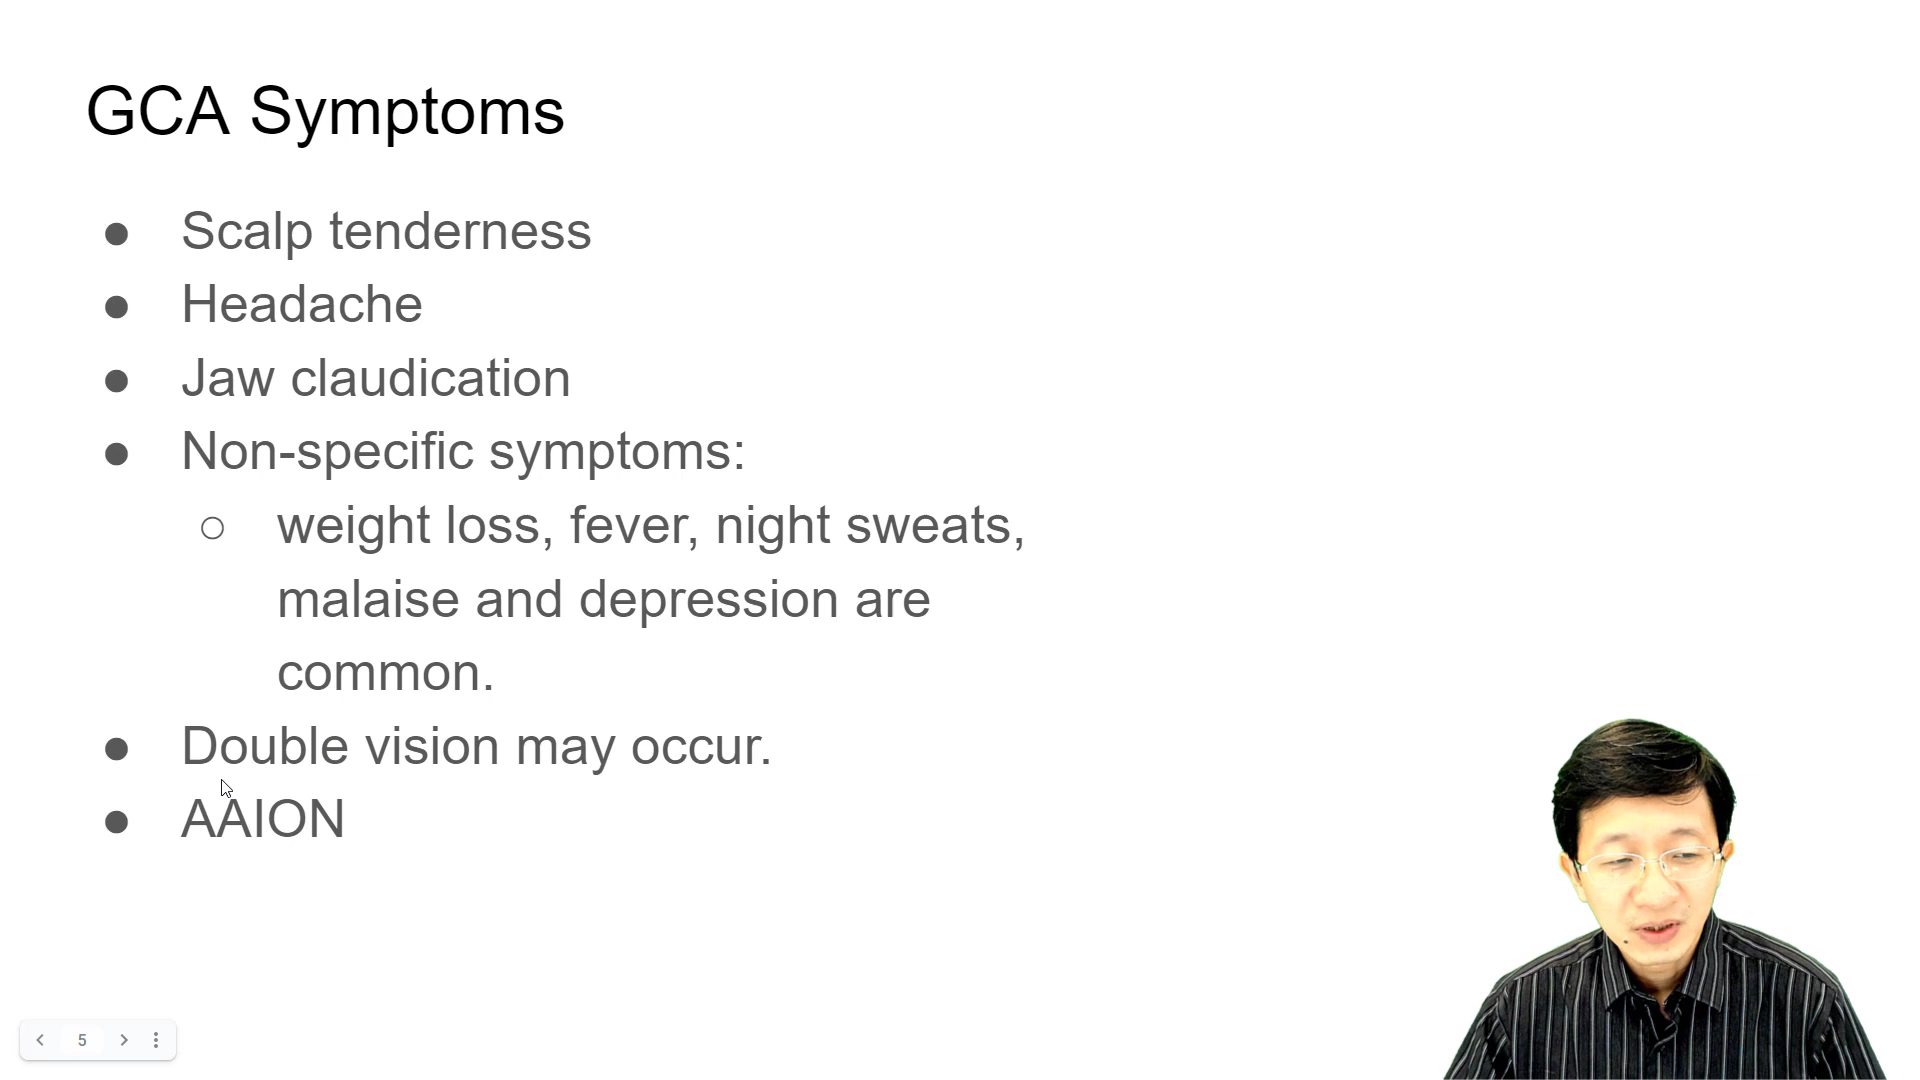 GCA Symptoms
● Scalp tenderness
● Headache
● Jaw claudication
● Non-specific symptoms:
○ weight loss, fever, night sweats,
malaise and depression are
common.
● Double vision may occur.
● AAION
5